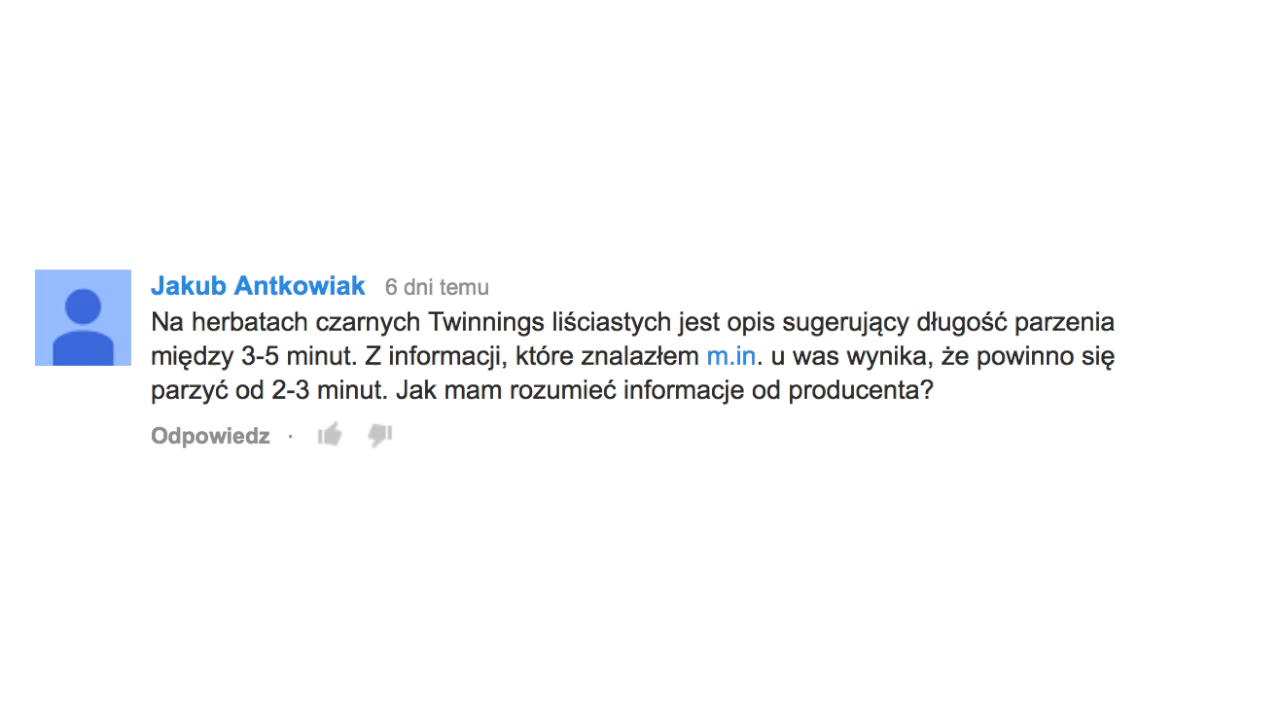 Jakub Antkowiak 6 dni temu
Na herbatach czarnych Twinnings liściastych jest opis sugerujący długość parzenia
między 3-5 minut. Z informacji, które znalazłem m.in. u was wynika, że powinno się
parzyć od 2-3 minut. Jak mam rozumieć informacje od producenta?
Odpowiedz ·